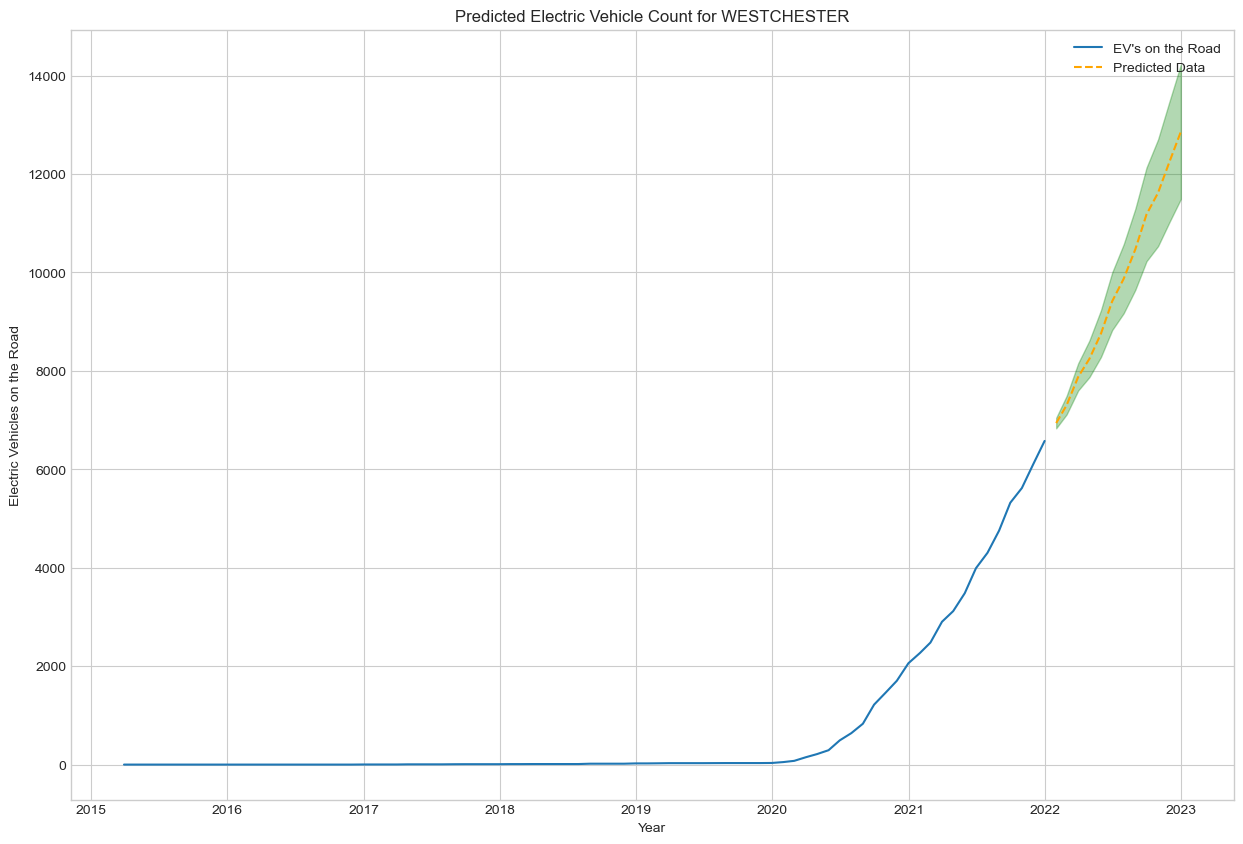 Predicted Electric Vehicle Count for WESTCHESTER
EV's on the Road
Predicted Data
14000
12000
10000
8000
6000
4000
2000
0
Electric Vehicles on the Road
2015 2016 2017 2018 2019 2020 2021 2022 2023
Year